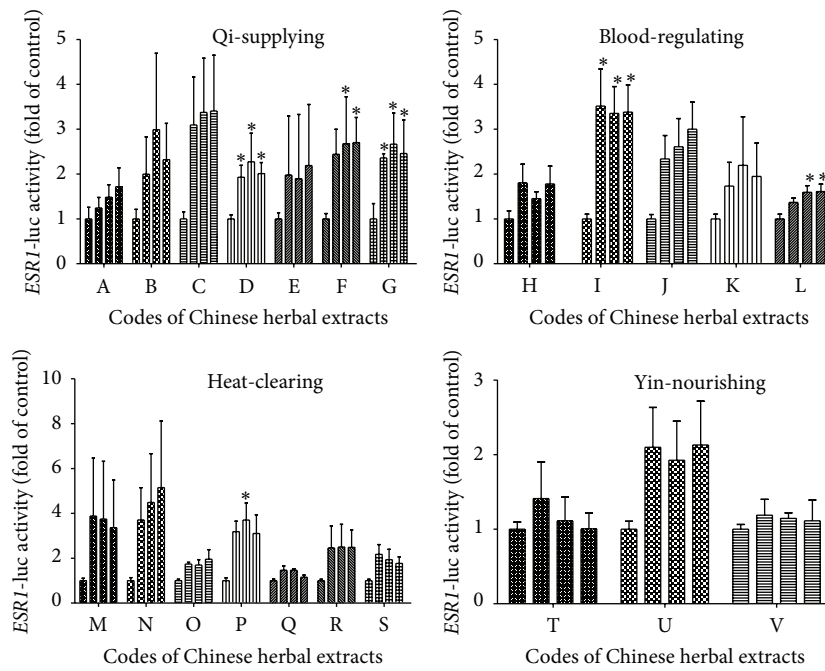 Qi-supplying
ESR1-luc activity (fold of control)
5
4
3
2
1
0
* * * * * * * *
A B C D E F G
Codes of Chinese herbal extracts
Blood-regulating
ESR1-luc activity (fold of control)
5
4
3
2
1
0
* * * * *
H I J K L
Codes of Chinese herbal extracts
Heat-clearing
ESR1-luc activity (fold of control)
10
8
6
4
2
0
*
M N O P Q R S
Codes of Chinese herbal extracts
Yin-nourishing
ESR1-luc activity (fold of control)
3
2
1
0
T U V
Codes of Chinese herbal extracts